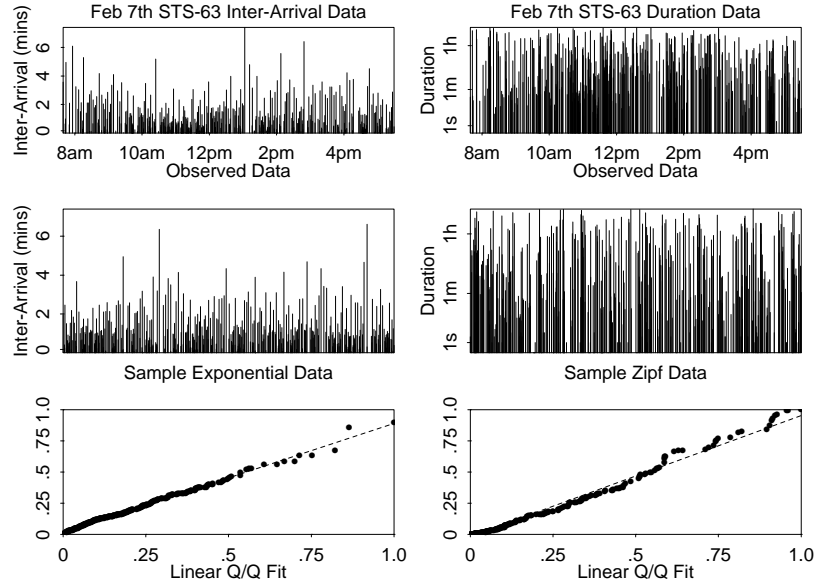 Feb 7th STS-63 Inter-Arrival Data
Inter-Arrival (mins)
6
4
2
0
8am 10am 12pm 2pm 4pm
Observed Data
Feb 7th STS-63 Duration Data
Duration
1h
1m
1s
8am 10am 12pm 2pm 4pm
Observed Data
Inter-Arrival (mins)
6
4
2
0
Sample Exponential Data
Duration
1h
1m
1s
Sample Zipf Data
1.0
.75
.5
.25
0
0 .25 .5 .75 1.0
Linear Q/Q Fit
1.0
.75
.5
.25
0
0 .25 .5 .75 1.0
Linear Q/Q Fit